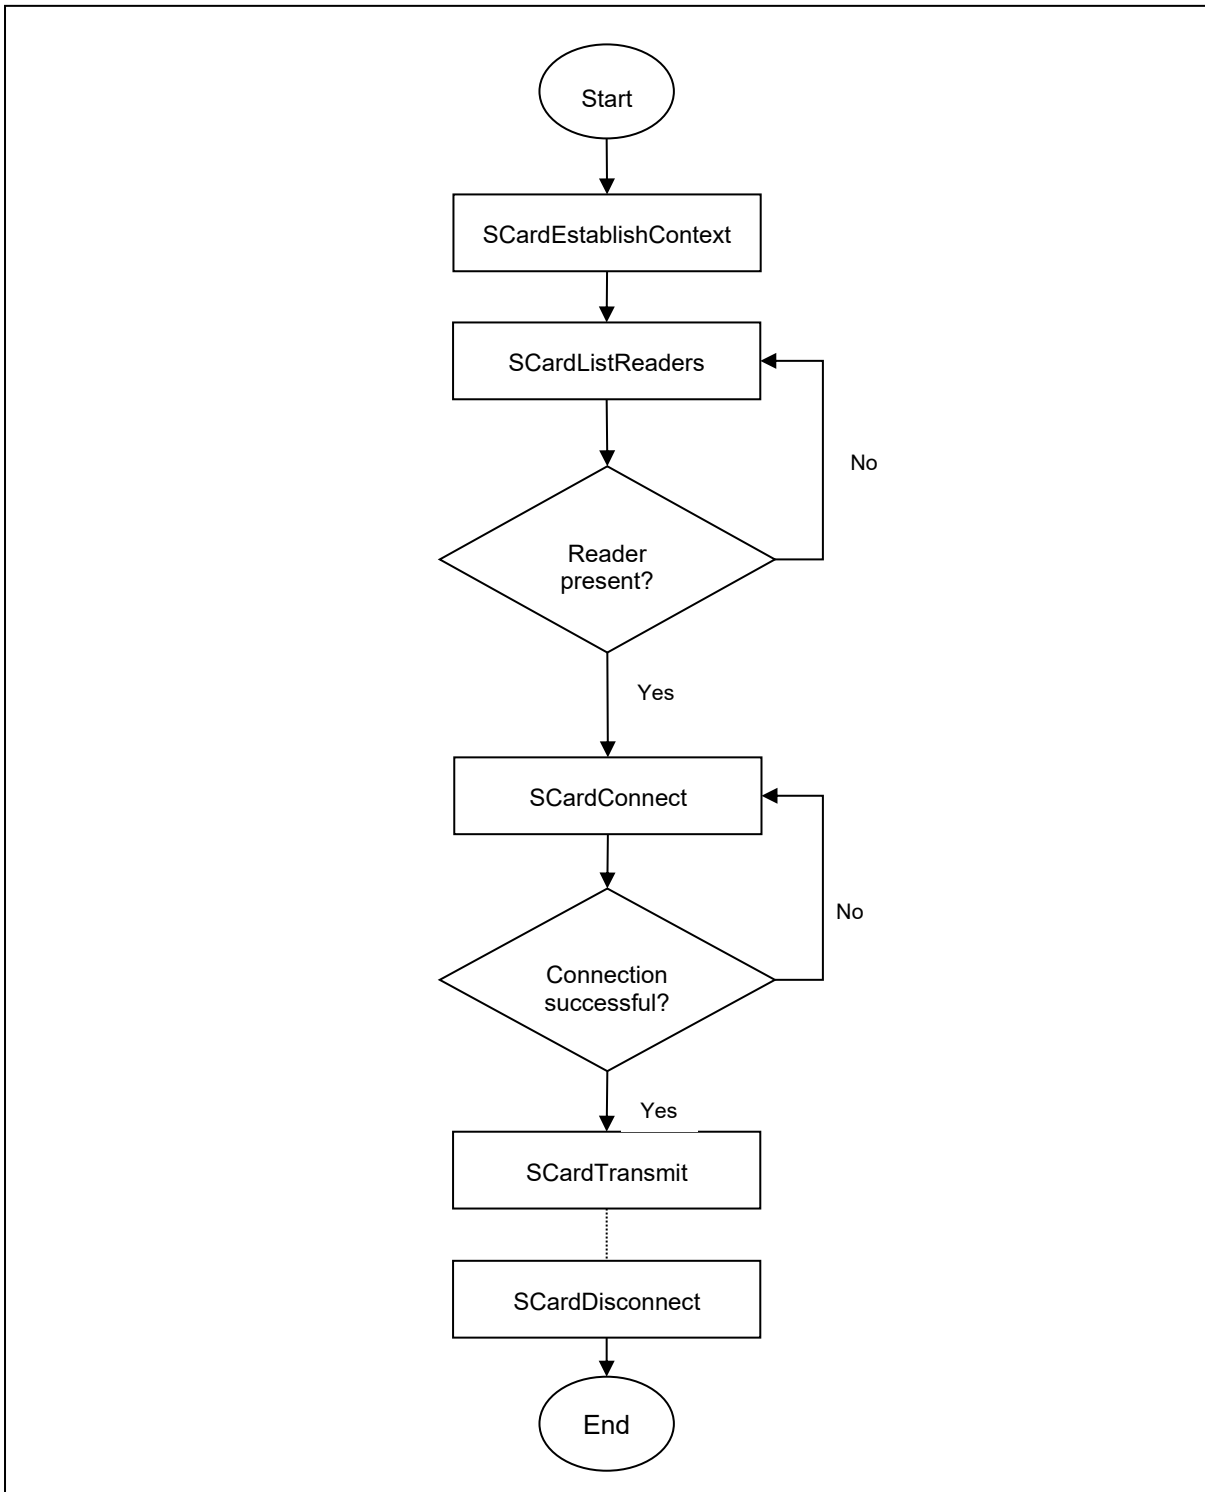 Start
SCardEstablishContext
SCardListReaders
No
Reader
present?
Yes
SCardConnect
No
Connection
successful?
Yes
SCardTransmit
SCardDisconnect
End